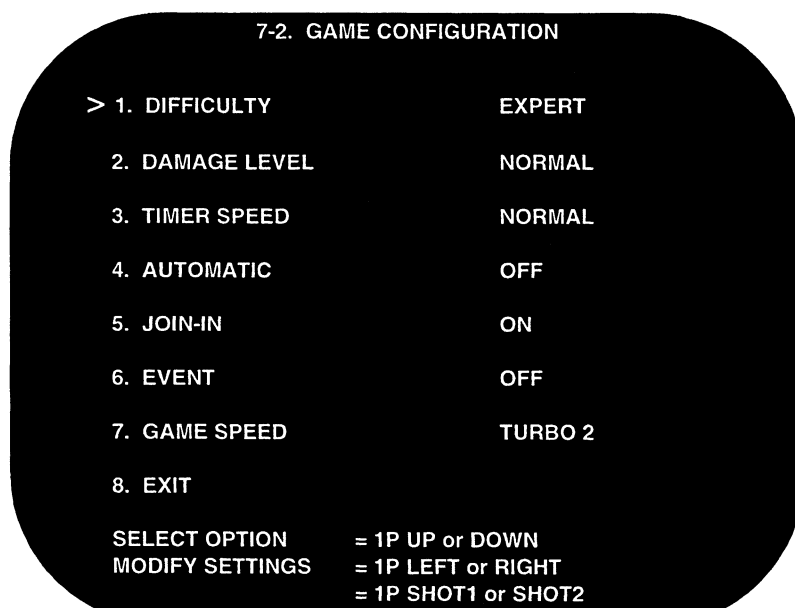 7-2. GAME CONFIGURATION
> 1. DIFFICULTY EXPERT
2. DAMAGE LEVEL NORMAL
3. TIMER SPEED NORMAL
4. AUTOMATIC OFF
5. JOIN-IN ON
6. EVENT OFF
7. GAME SPEED TURBO 2
8. EXIT
SELECT OPTION = 1P UP or DOWN
MODIFY SETTINGS = 1P LEFT or RIGHT
= 1P SHOT1 or SHOT2